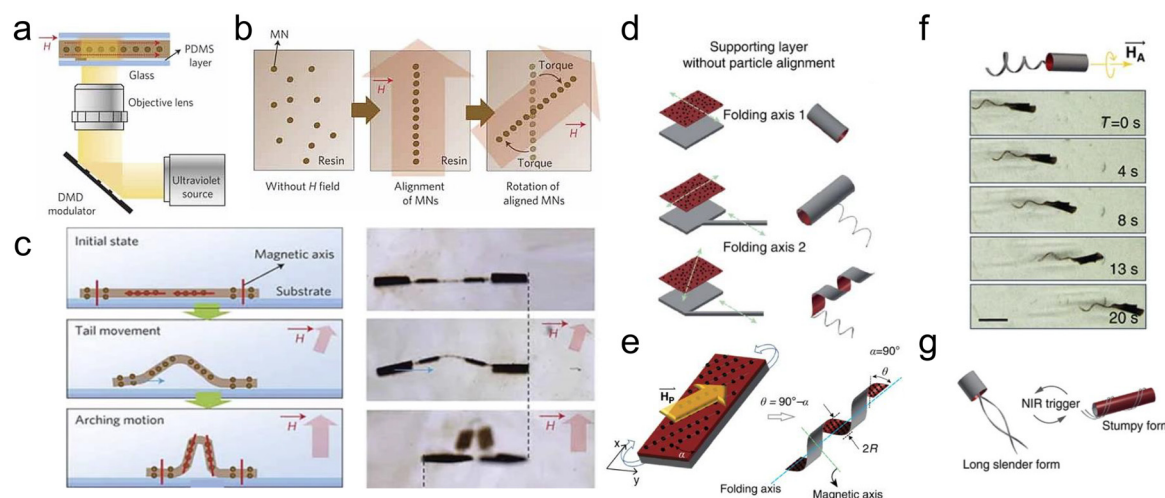 a
H
PDMS
layer
Glass
Objective lens
DMD
modulator
Ultraviolet
source
b
MN
H
Resin
Resin
Torque
H
Torque
Without H field
Alignment
of MNs
Rotation of
aligned MNs
c
Initial state
Magnetic axis
Substrate
H
Tail movement
H
H
Arching motion
H
H
d
Supporting layer
without particle alignment
Folding axis 1
Folding axis 2
e
H_P
α
x
y
θ = 90°−α
α=90°
θ
2R
Folding axis
Magnetic axis
f
H_A
T=0 s
4 s
8 s
13 s
20 s
g
NIR trigger
Stumpy form
Long slender form